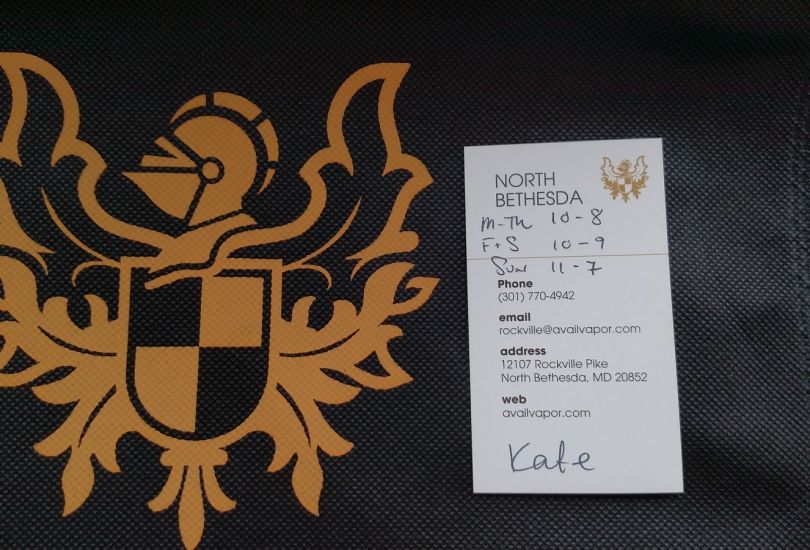 NORTH
BETHESDA
M-Th 10-8
F+S 10-9
Sun 11-7
Phone
(301) 770-4942
email
rockville@availvapor.com
address
12107 Rockville Pike
North Bethesda, MD 20852
web
availvapor.com
Kate